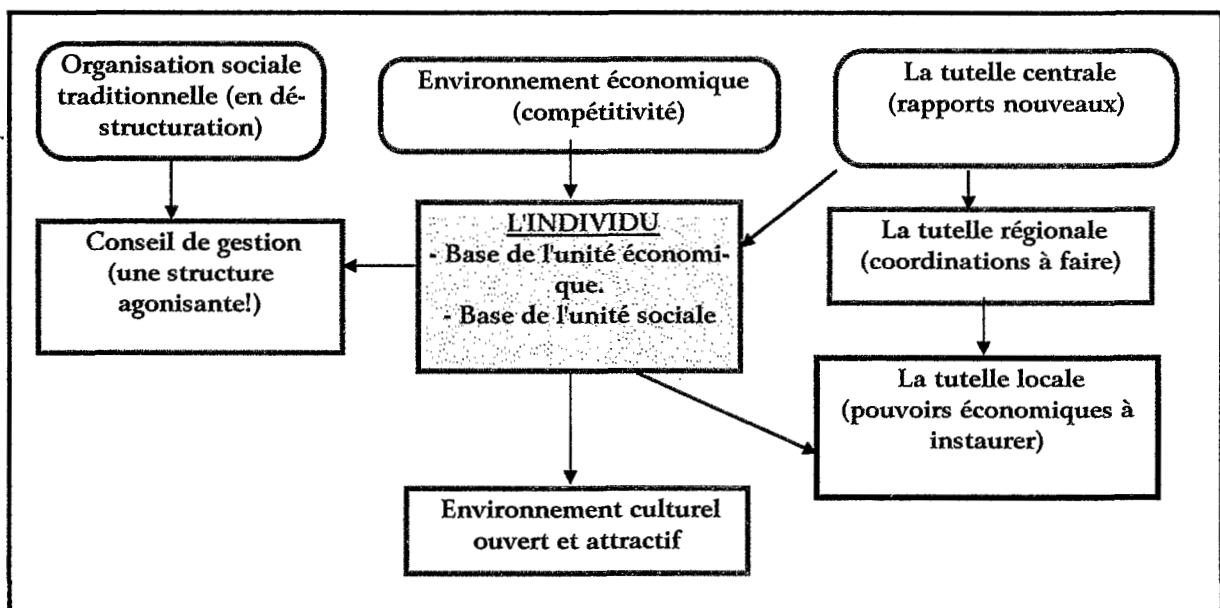 Organisation sociale
traditionnelle (en dé-
structuration)
Environnement économique
(compétitivité)
La tutelle centrale
(rapports nouveaux)
Conseil de gestion
(une structure
agonisante!)
L'INDIVIDU
- Base de l'unité économi-
que.
- Base de l'unité sociale
La tutelle régionale
(coordinations à faire)
La tutelle locale
(pouvoirs économiques à
instaurer)
Environnement culturel
ouvert et attractif